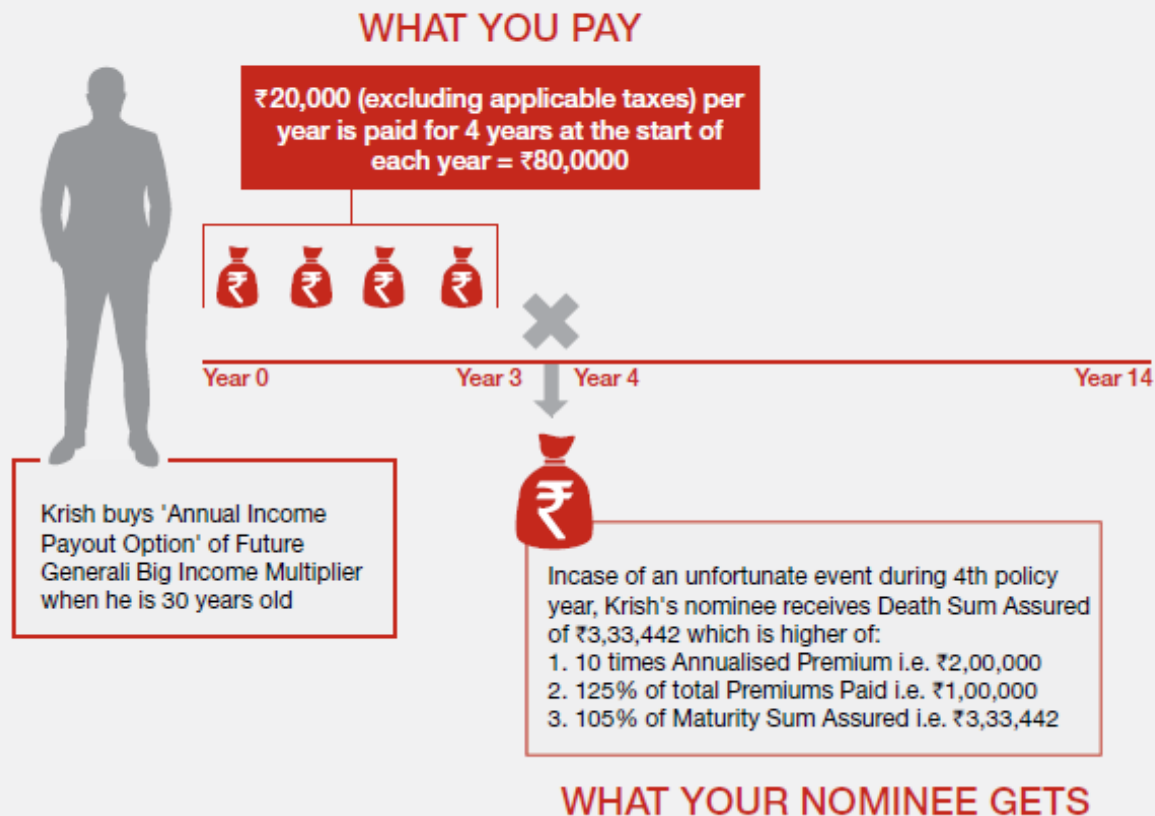 WHAT YOU PAY
₹20,000 (excluding applicable taxes) per
year is paid for 4 years at the start of
each year = ₹80,0000
₹ ₹ ₹ ₹
Year 0 Year 3 Year 4 Year 14
₹
Krish buys 'Annual Income
Payout Option' of Future
Generali Big Income Multiplier
when he is 30 years old
Incase of an unfortunate event during 4th policy
year, Krish's nominee receives Death Sum Assured
of ₹3,33,442 which is higher of:
1. 10 times Annualised Premium i.e. ₹2,00,000
2. 125% of total Premiums Paid i.e. ₹1,00,000
3. 105% of Maturity Sum Assured i.e. ₹3,33,442
WHAT YOUR NOMINEE GETS